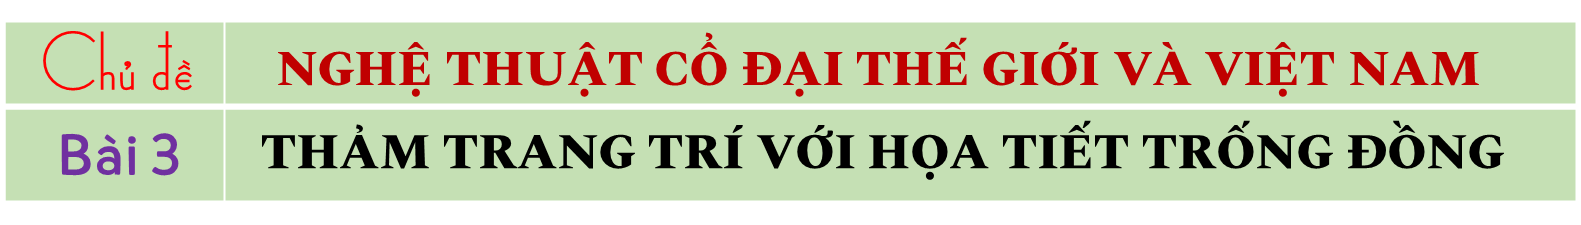 Chủ đề NGHỆ THUẬT CỔ ĐẠI THẾ GIỚI VÀ VIỆT NAM
Bài 3 THẢM TRANG TRÍ VỚI HỌA TIẾT TRỐNG ĐỒNG